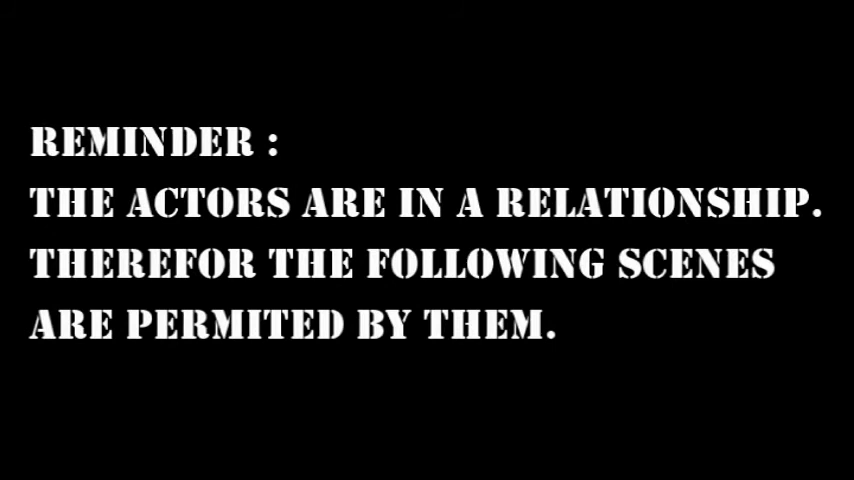 REMINDER :
THE ACTORS ARE IN A RELATIONSHIP.
THEREFOR THE FOLLOWING SCENES
ARE PERMITED BY THEM.